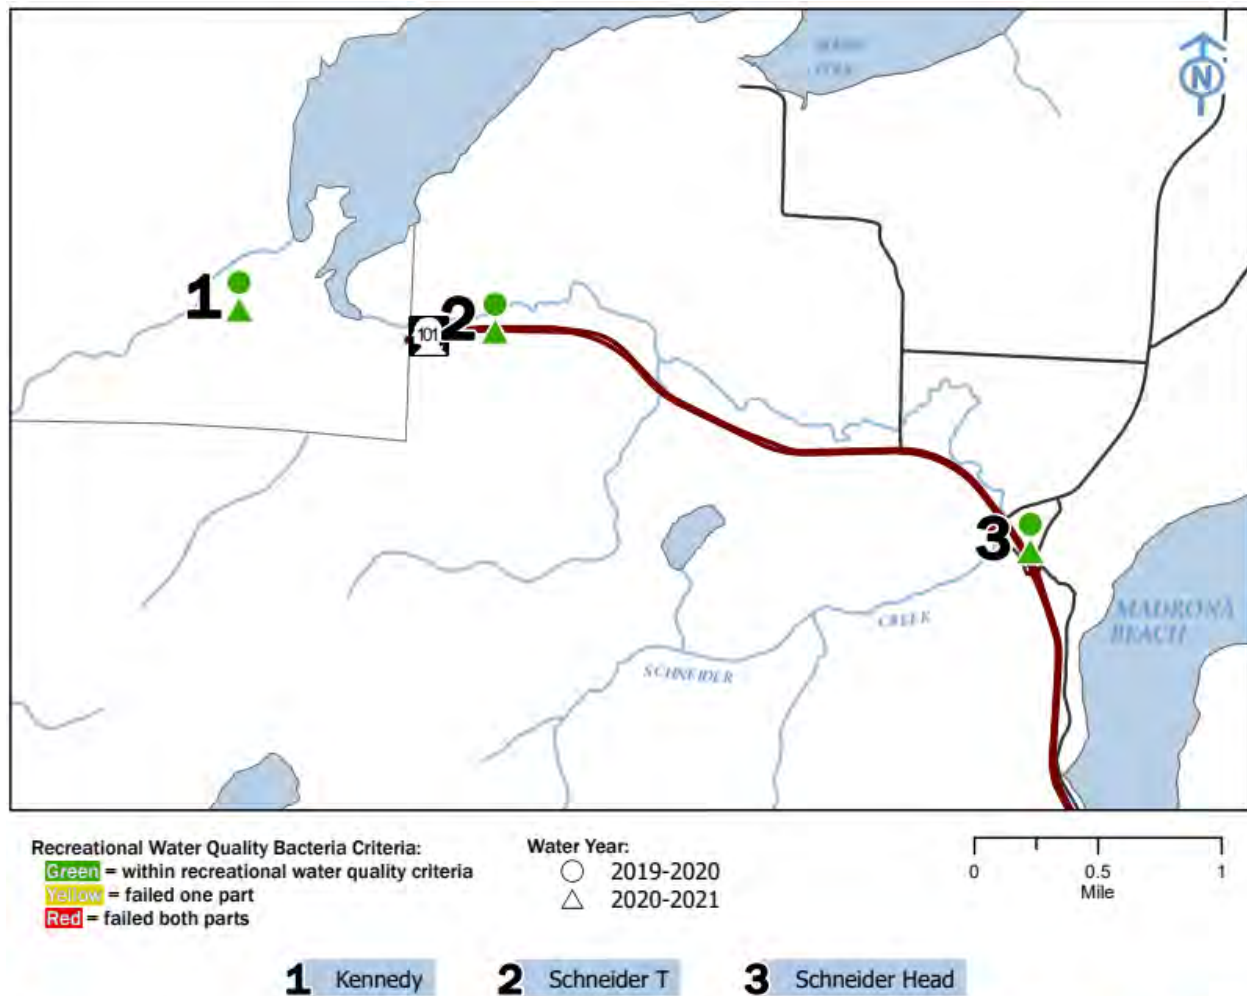 N
1
2
101
3
MADRONA
BEACH
CREEK
SCHNEIDER
Recreational Water Quality Bacteria Criteria:
Green = within recreational water quality criteria
Yellow = failed one part
Red = failed both parts
Water Year:
2019-2020
2020-2021
0 0.5 1
Mile
1 Kennedy
2 Schneider T
3 Schneider Head